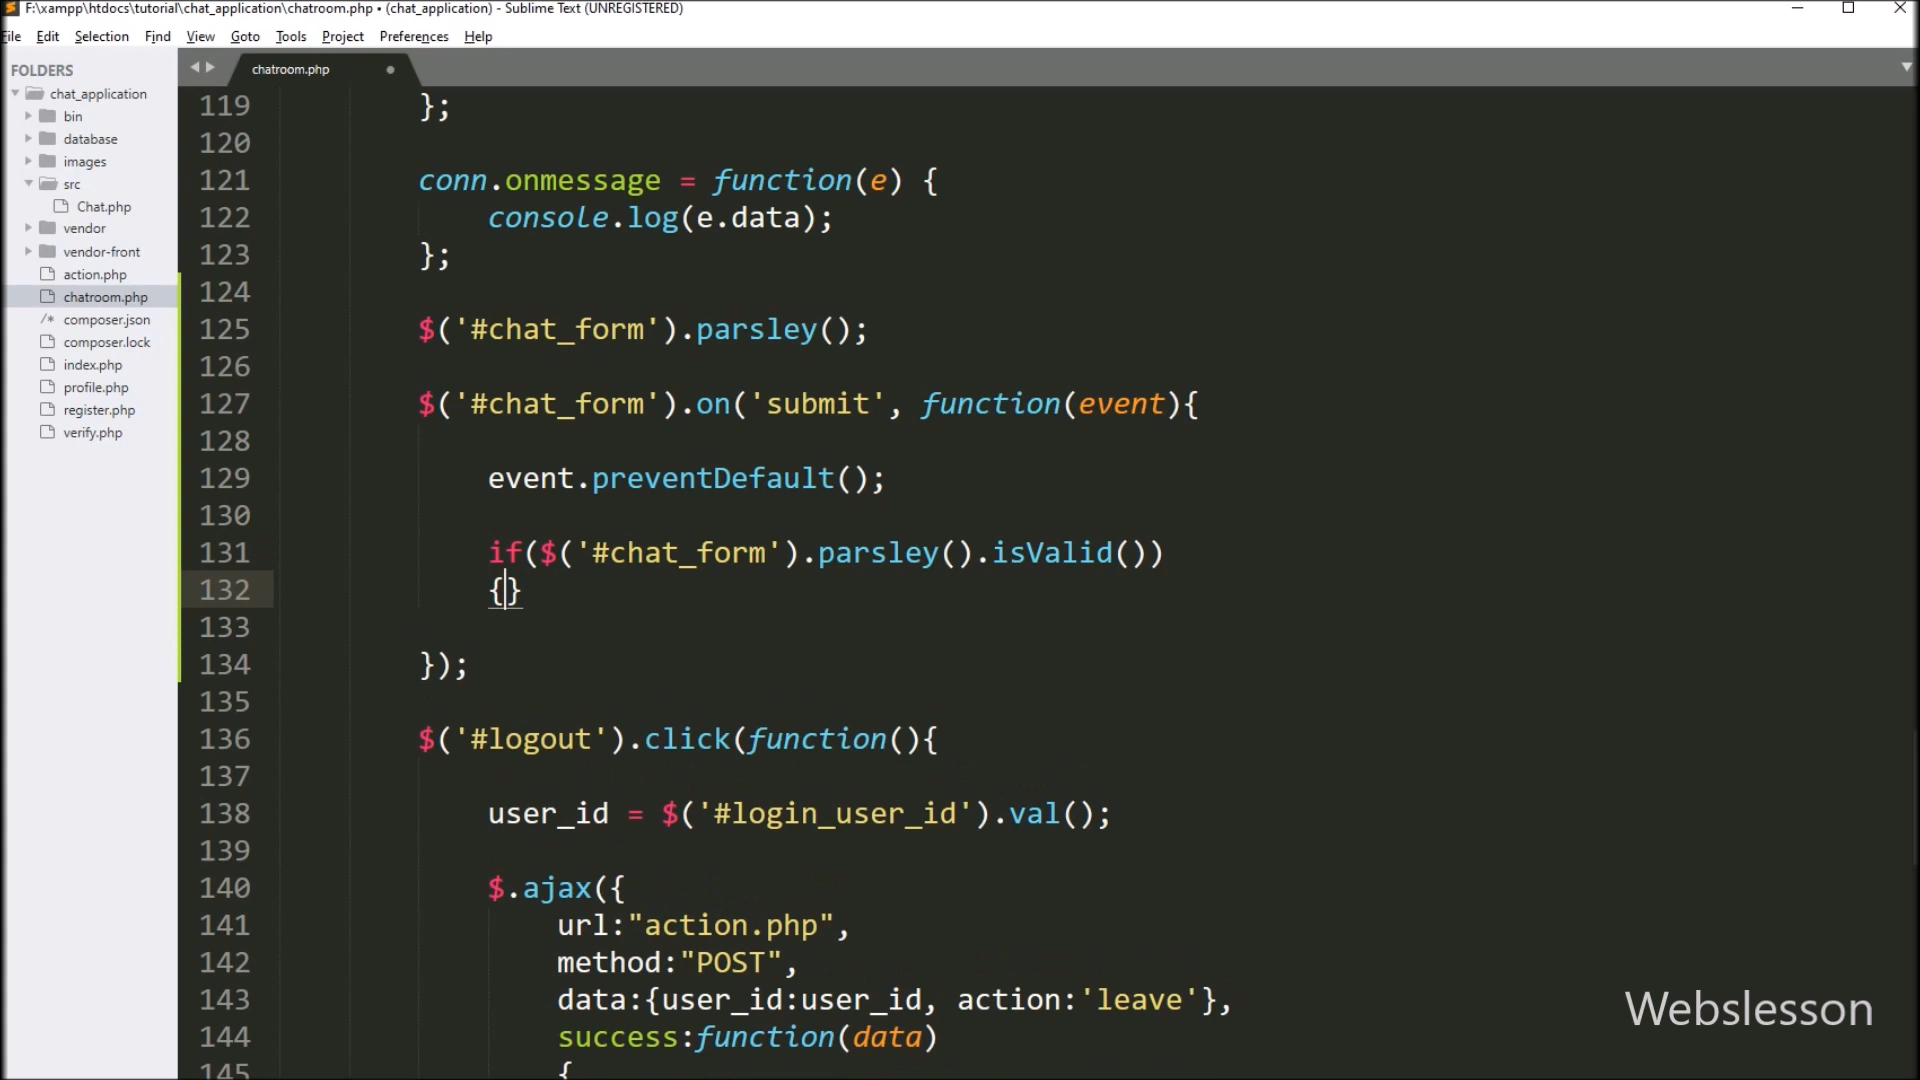 F:\xampp\htdocs\tutorial\chat_application\chatroom.php • (chat_application) - Sublime Text (UNREGISTERED)
File Edit Selection Find View Goto Tools Project Preferences Help
FOLDERS
chat_application
bin
database
images
src
Chat.php
vendor
vendor-front
action.php
chatroom.php
/* composer.json
composer.lock
index.php
profile.php
register.php
verify.php
chatroom.php
119 };
120
121 conn.onmessage = function(e) {
122 console.log(e.data);
123 };
124
125 $('#chat_form').parsley();
126
127 $('#chat_form').on('submit', function(event){
128
129 event.preventDefault();
130
131 if($('#chat_form').parsley().isValid())
132 {}
133
134 });
135
136 $('#logout').click(function(){
137
138 user_id = $('#login_user_id').val();
139
140 $.ajax({
141 url:"action.php",
142 method:"POST",
143 data:{user_id:user_id, action:'leave'},
144 success:function(data)
145 {
Webslesson